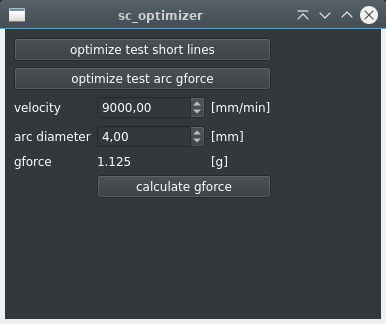 sc_optimizer
optimize test short lines
optimize test arc gforce
velocity 9000,00 [mm/min]
arc diameter 4,00 [mm]
gforce 1.125 [g]
calculate gforce